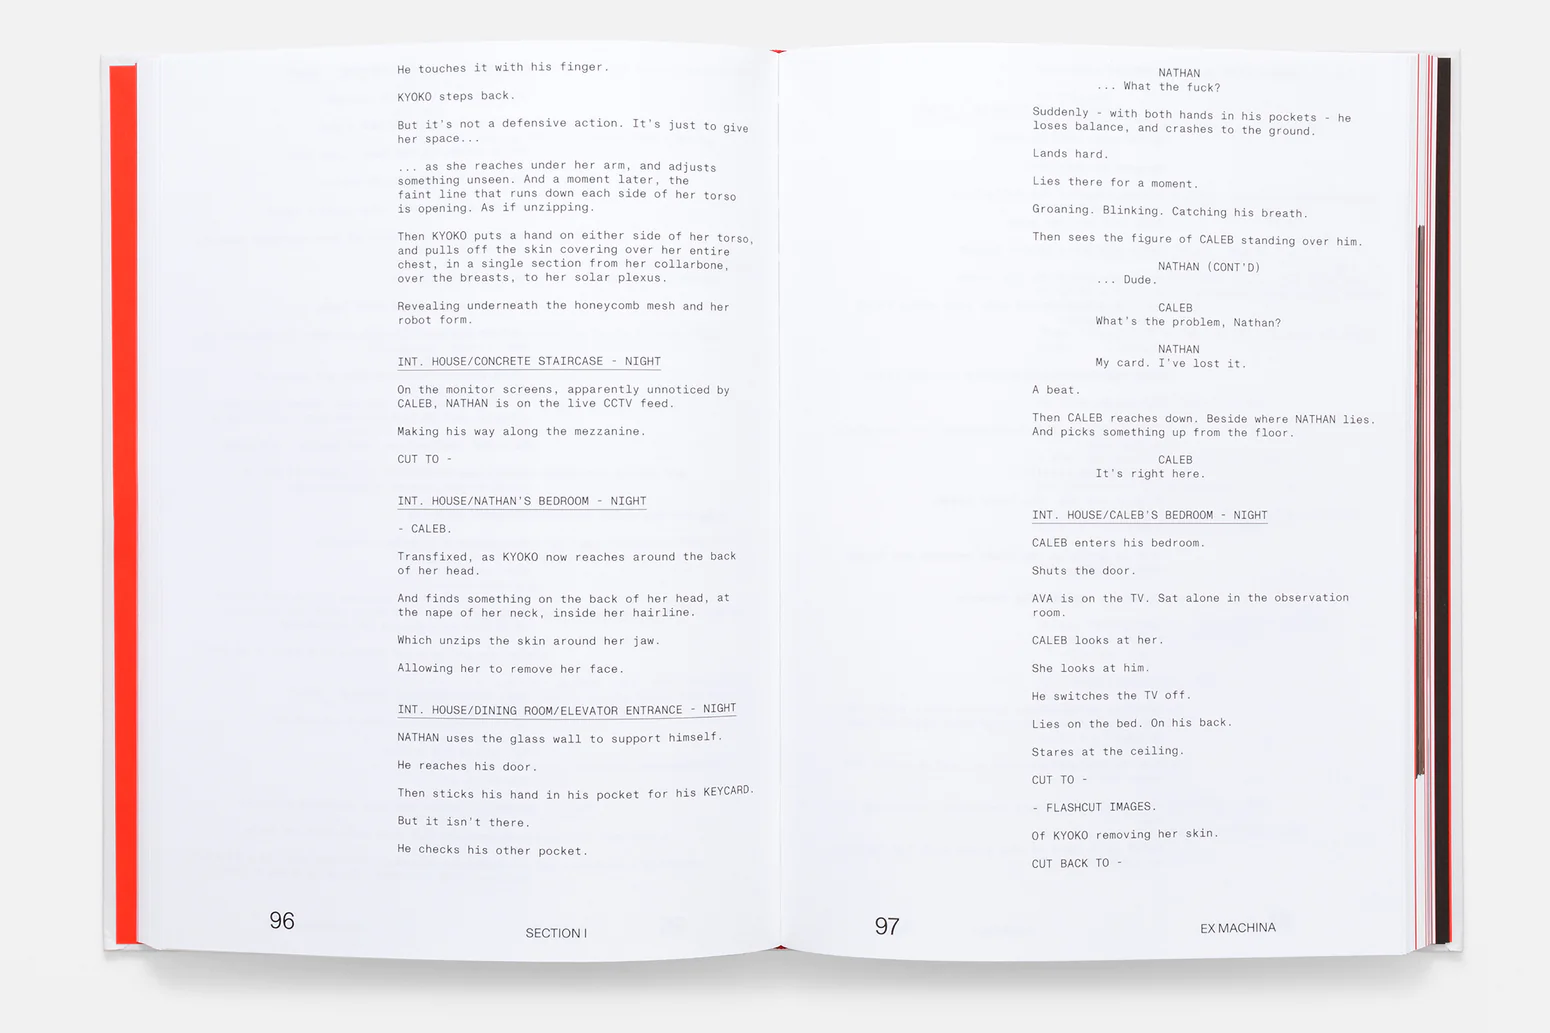 He touches it with his finger.
KYOKO steps back.
But it's not a defensive action. It's just to give
her space...
... as she reaches under her arm, and adjusts
something unseen. And a moment later, the
faint line that runs down each side of her torso
is opening. As if unzipping.
Then KYOKO puts a hand on either side of her torso,
and pulls off the skin covering over her entire
chest, in a single section from her collarbone,
over the breasts, to her solar plexus.
Revealing underneath the honeycomb mesh and her
robot form.
INT. HOUSE/CONCRETE STAIRCASE - NIGHT
On the monitor screens, apparently unnoticed by
CALEB, NATHAN is on the live CCTV feed.
Making his way along the mezzanine.
CUT TO -
INT. HOUSE/NATHAN'S BEDROOM - NIGHT
- CALEB.
Transfixed, as KYOKO now reaches around the back
of her head.
And finds something on the back of her head, at
the nape of her neck, inside her hairline.
Which unzips the skin around her jaw.
Allowing her to remove her face.
INT. HOUSE/DINING ROOM/ELEVATOR ENTRANCE - NIGHT
NATHAN uses the glass wall to support himself.
He reaches his door.
Then sticks his hand in his pocket for his KEYCARD.
But it isn't there.
He checks his other pocket.
96
SECTION I
NATHAN
... What the fuck?
Suddenly - with both hands in his pockets - he
loses balance, and crashes to the ground.
Lands hard.
Lies there for a moment.
Groaning. Blinking. Catching his breath.
Then sees the figure of CALEB standing over him.
NATHAN (CONT'D)
... Dude.
CALEB
What's the problem, Nathan?
NATHAN
My card. I've lost it.
A beat.
Then CALEB reaches down. Beside where NATHAN lies.
And picks something up from the floor.
CALEB
It's right here.
INT. HOUSE/CALEB'S BEDROOM - NIGHT
CALEB enters his bedroom.
Shuts the door.
AVA is on the TV. Sat alone in the observation
room.
CALEB looks at her.
She looks at him.
He switches the TV off.
Lies on the bed. On his back.
Stares at the ceiling.
CUT TO -
- FLASHCUT IMAGES.
Of KYOKO removing her skin.
CUT BACK TO -
97
EX MACHINA